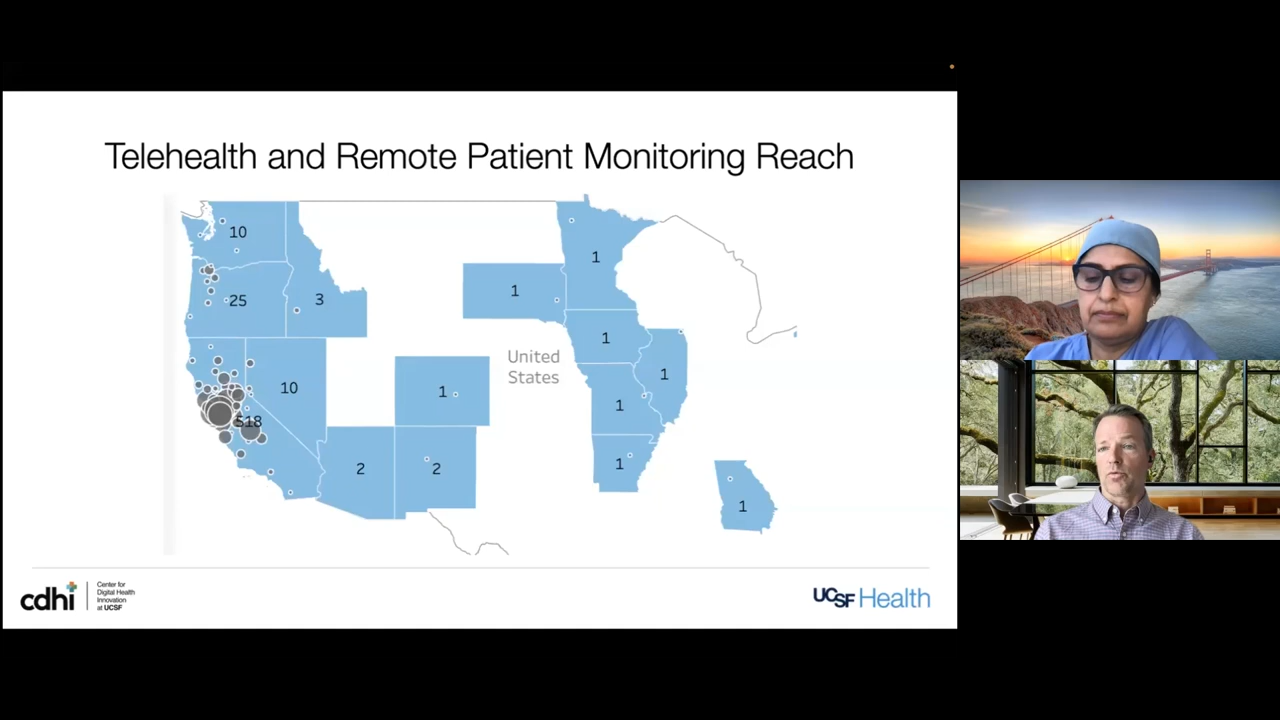 Telehealth and Remote Patient Monitoring Reach
10
1
25
3
1
1
United
States
1
10
1
518
1
2
2
1
1
cdhi
Center for
Digital Health
Innovation
at UCSF
UCSF Health